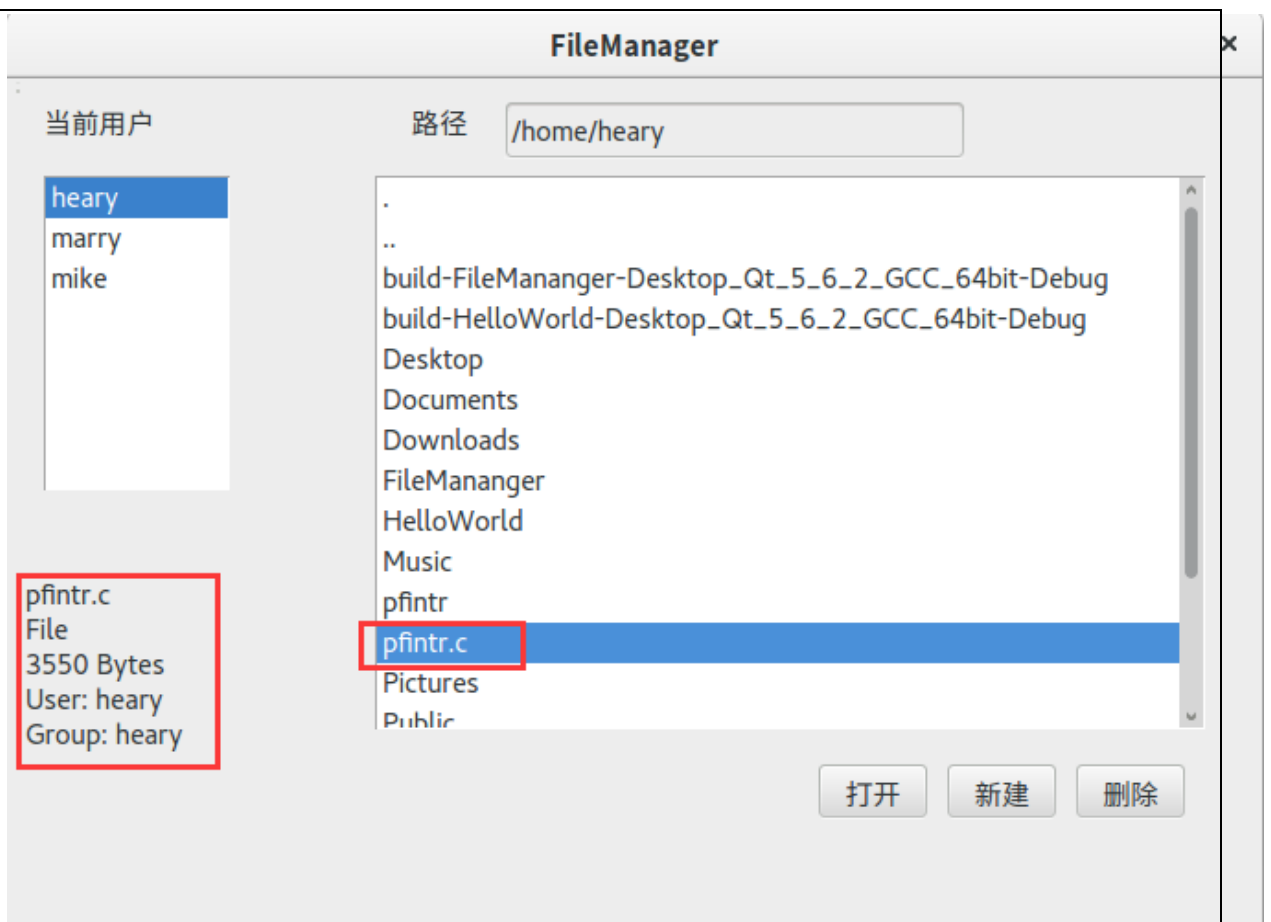 FileManager
×
当前用户
路径
/home/heary
heary
marry
mike
.
..
build-FileMananger-Desktop_Qt_5_6_2_GCC_64bit-Debug
build-HelloWorld-Desktop_Qt_5_6_2_GCC_64bit-Debug
Desktop
Documents
Downloads
FileMananger
HelloWorld
Music
pfintr
pfintr.c
Pictures
Public
pfintr.c
File
3550 Bytes
User: heary
Group: heary
打开
新建
删除